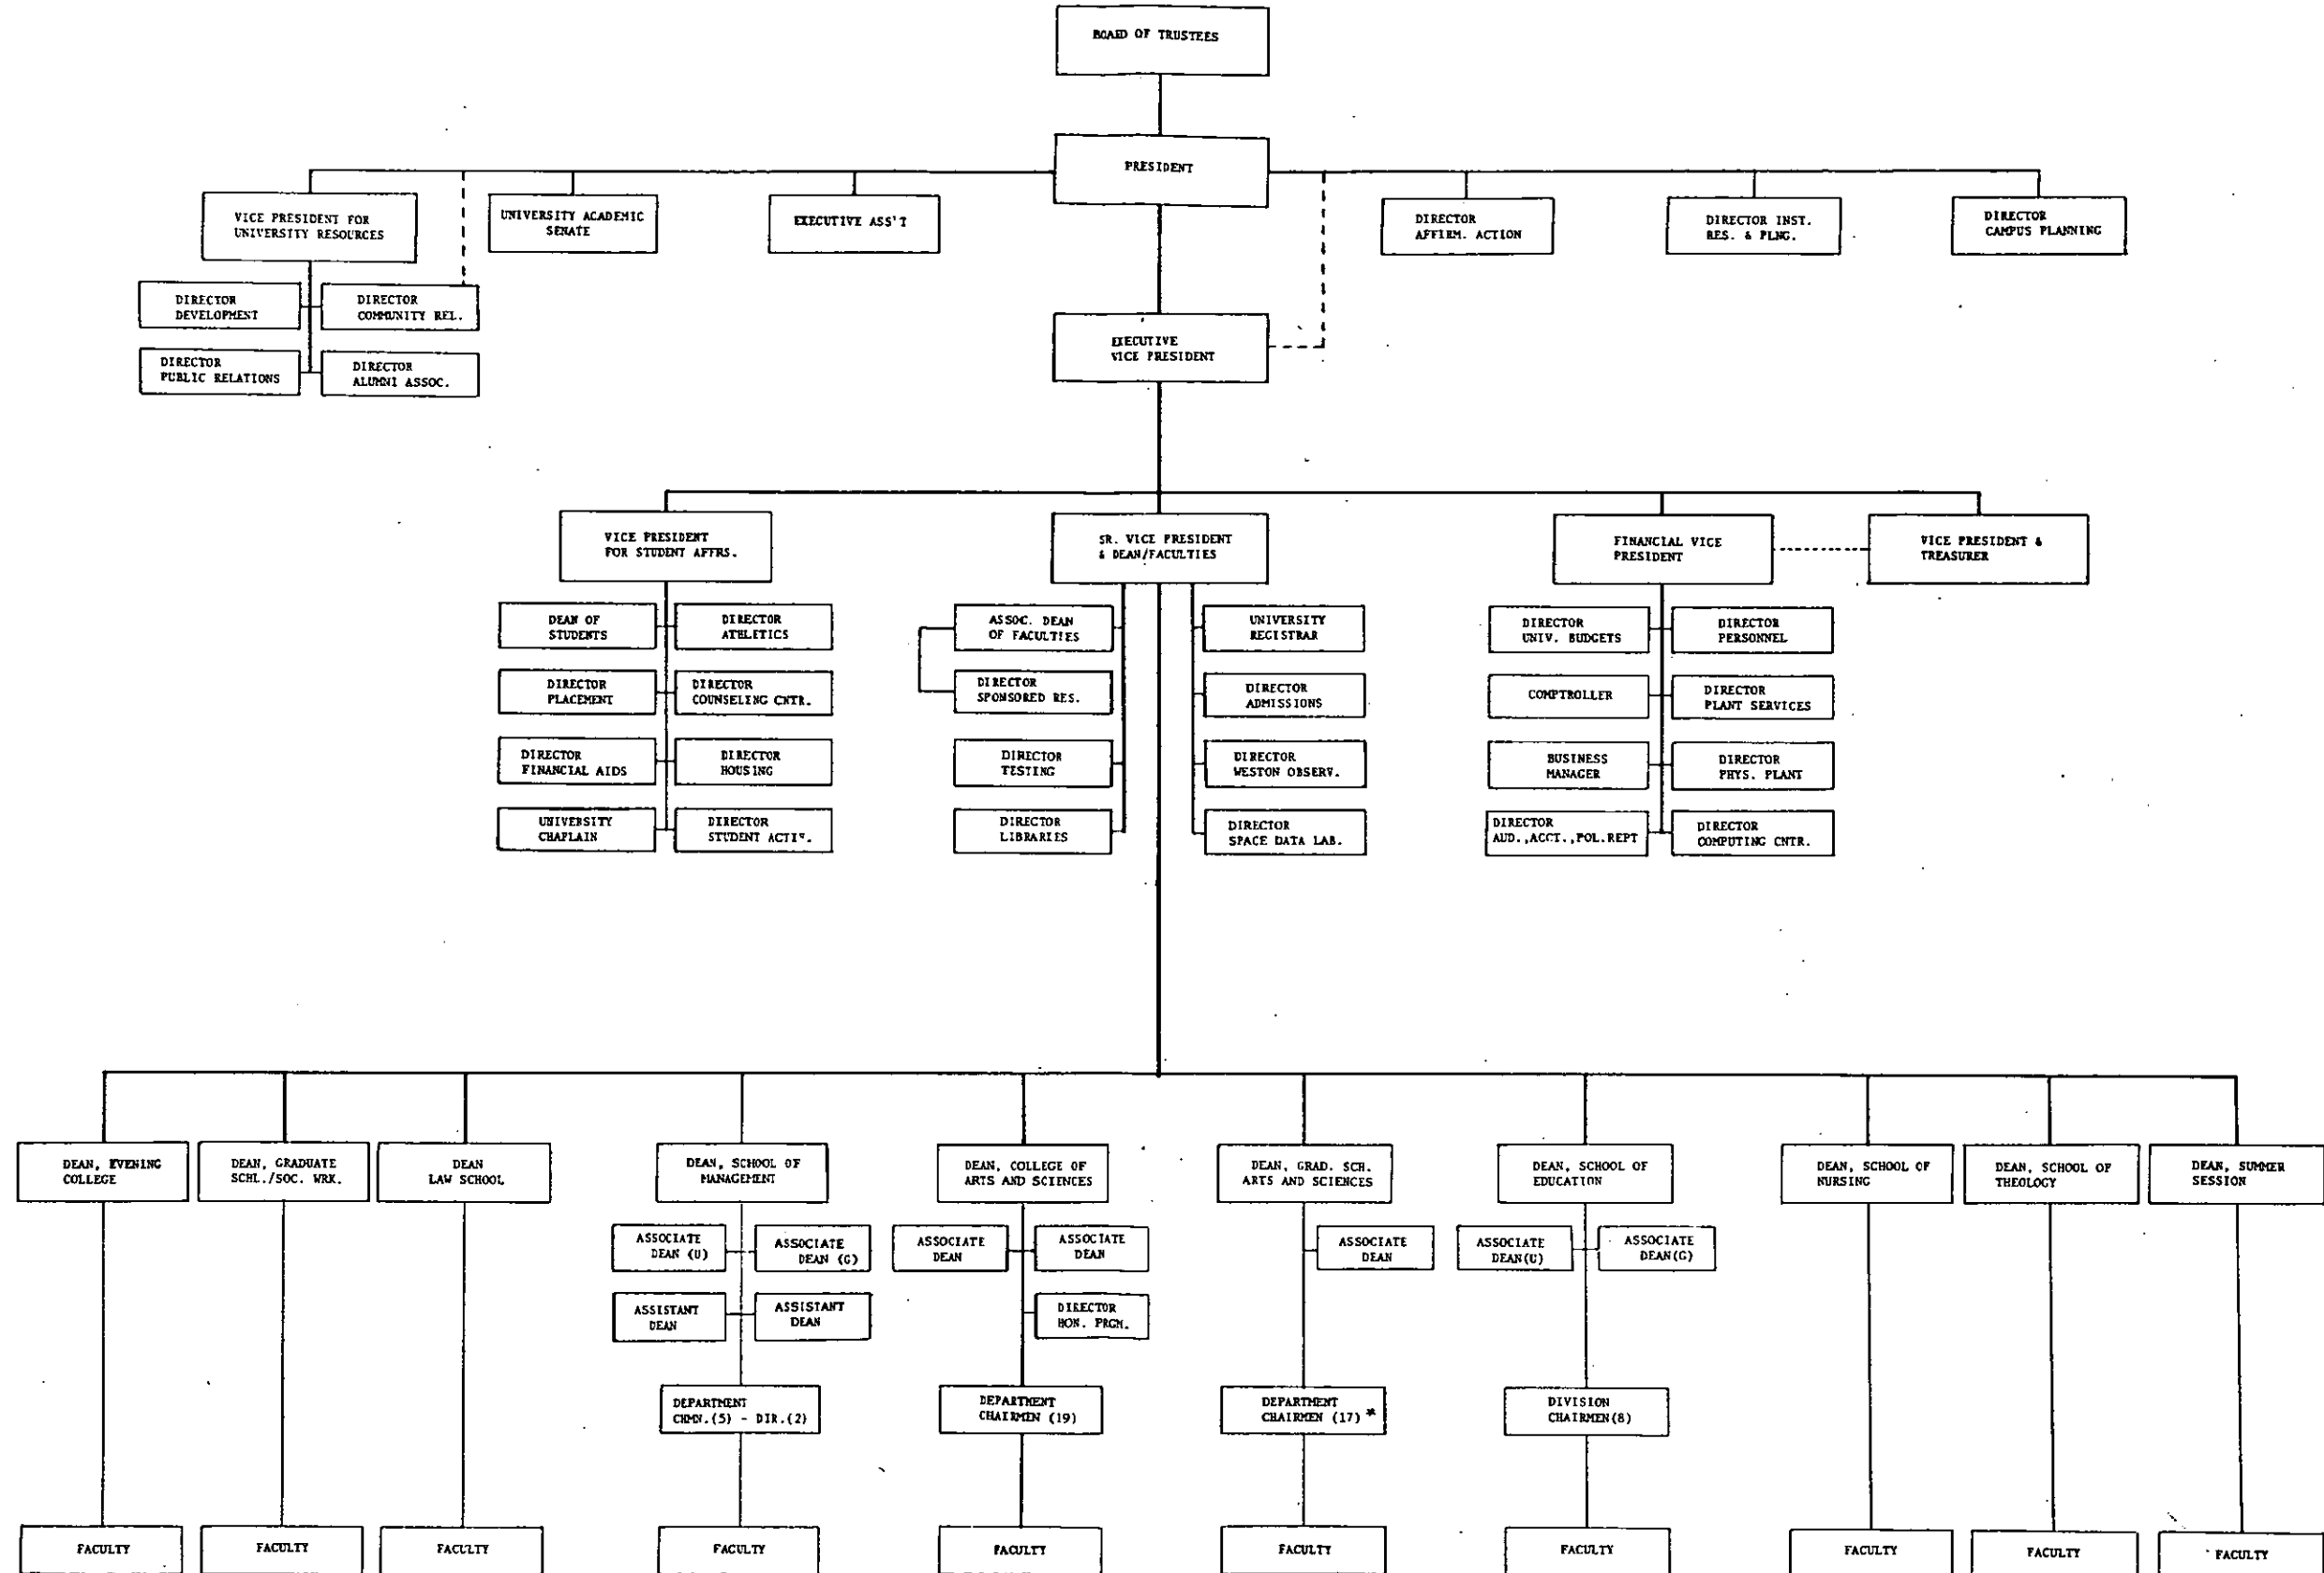 BOARD OF TRUSTEES
PRESIDENT
VICE PRESIDENT FOR
UNIVERSITY RESOURCES
UNIVERSITY ACADEMIC
SENATE
EXECUTIVE ASS'T
DIRECTOR
AFFIRM. ACTION
DIRECTOR INST.
RES. & PLNG.
DIRECTOR
CAMPUS PLANNING
DIRECTOR
DEVELOPMENT
DIRECTOR
COMMUNITY REL.
DIRECTOR
PUBLIC RELATIONS
DIRECTOR
ALUMNI ASSOC.
EXECUTIVE
VICE PRESIDENT
VICE PRESIDENT
FOR STUDENT AFFRS.
SR. VICE PRESIDENT
& DEAN/FACULTIES
FINANCIAL VICE
PRESIDENT
VICE PRESIDENT &
TREASURER
DEAN OF
STUDENTS
DIRECTOR
ATHLETICS
DIRECTOR
PLACEMENT
DIRECTOR
COUNSELING CNTR.
DIRECTOR
FINANCIAL AIDS
DIRECTOR
HOUSING
UNIVERSITY
CHAPLAIN
DIRECTOR
STUDENT ACTIV.
ASSOC. DEAN
OF FACULTIES
UNIVERSITY
REGISTRAR
DIRECTOR
SPONSORED RES.
DIRECTOR
ADMISSIONS
DIRECTOR
TESTING
DIRECTOR
WESTON OBSERV.
DIRECTOR
LIBRARIES
DIRECTOR
SPACE DATA LAB.
DIRECTOR
UNIV. BUDGETS
DIRECTOR
PERSONNEL
COMPTROLLER
DIRECTOR
PLANT SERVICES
BUSINESS
MANAGER
DIRECTOR
PHYS. PLANT
DIRECTOR
AUD.,ACCT.,POL.REPT
DIRECTOR
COMPUTING CNTR.
DEAN, EVENING
COLLEGE
DEAN, GRADUATE
SCHL./SOC. WRK.
DEAN
LAW SCHOOL
DEAN, SCHOOL OF
MANAGEMENT
DEAN, COLLEGE OF
ARTS AND SCIENCES
DEAN, GRAD. SCH.
ARTS AND SCIENCES
DEAN, SCHOOL OF
EDUCATION
DEAN, SCHOOL OF
NURSING
DEAN, SCHOOL OF
THEOLOGY
DEAN, SUMMER
SESSION
ASSOCIATE
DEAN (U)
ASSOCIATE
DEAN (G)
ASSOCIATE
DEAN
ASSOCIATE
DEAN
ASSOCIATE
DEAN
ASSOCIATE
DEAN(U)
ASSOCIATE
DEAN(G)
ASSISTANT
DEAN
ASSISTANT
DEAN
DIRECTOR
HON. PRGM.
DEPARTMENT
CHMN.(5) - DIR.(2)
DEPARTMENT
CHAIRMEN (19)
DEPARTMENT
CHAIRMEN (17) *
DIVISION
CHAIRMEN(8)
FACULTY
FACULTY
FACULTY
FACULTY
FACULTY
FACULTY
FACULTY
FACULTY
FACULTY
FACULTY